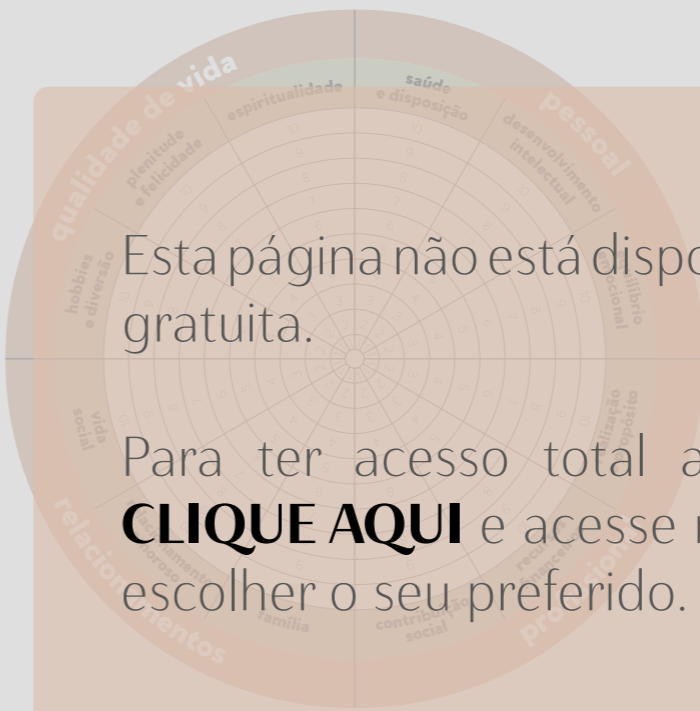 qualidade de vida
espiritualidade
saúde
e disposição
pessoal
plenitude
e felicidade
desenvolvimento
intelectual
hobbies
e diversão
Esta página não está
gratuita.
vida
social
Para ter acesso total
CLIQUE AQUI e acesse
escolher o seu preferido.
relacionamentos
família
contribuição
social